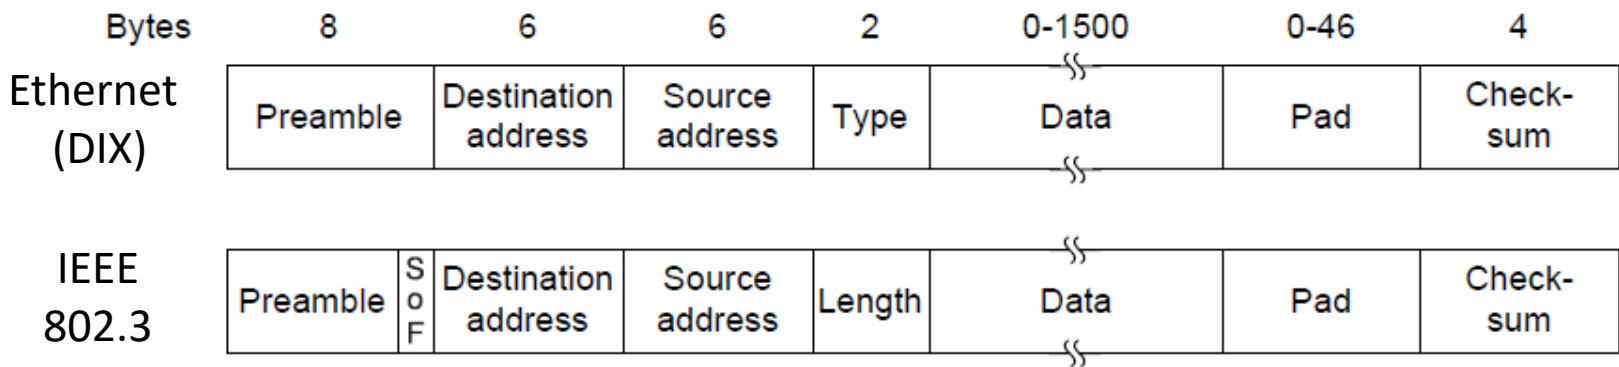 Bytes 8 6 6 2 0-1500 0-46 4
Ethernet
(DIX)
Preamble
Destination
address
Source
address
Type
Data
Pad
Check-
sum
IEEE
802.3
Preamble
S
o
F
Destination
address
Source
address
Length
Data
Pad
Check-
sum